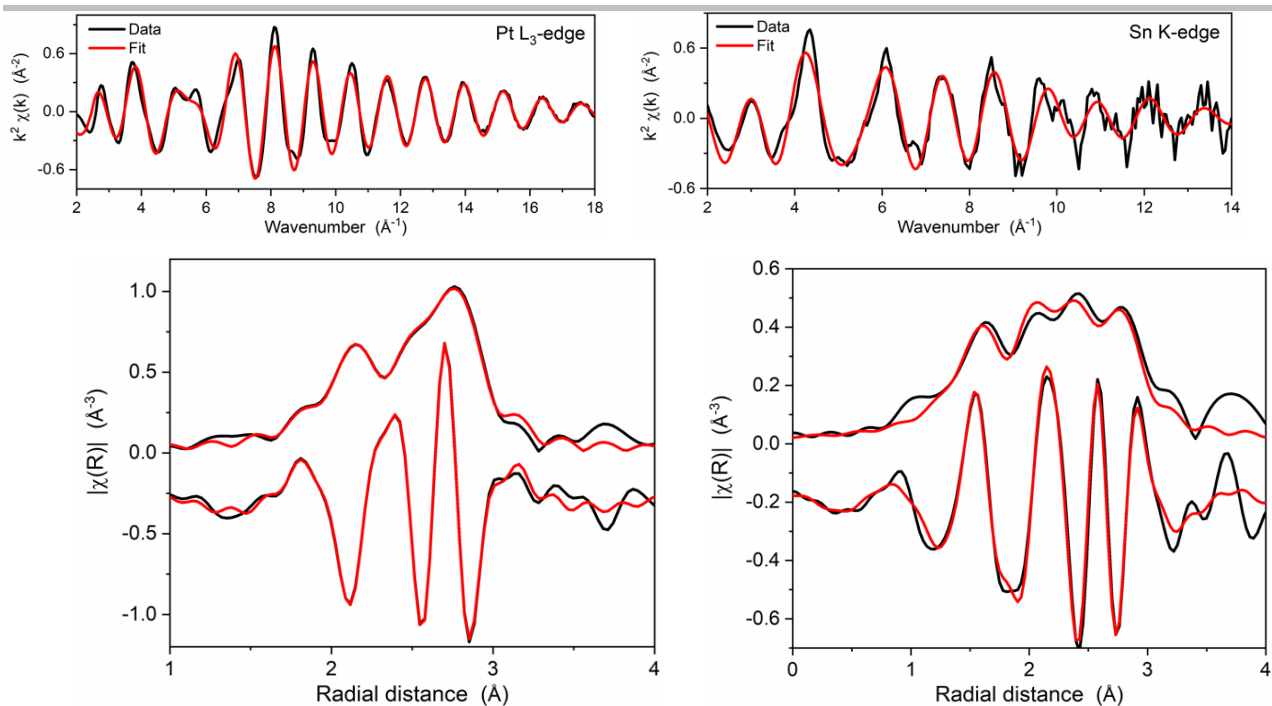 Data
Fit
Pt L₃-edge
k² χ(k) (Å⁻²)
0.6
0.0
-0.6
2 4 6 8 10 12 14 16 18
Wavenumber (Å⁻¹)
Data
Fit
Sn K-edge
k² χ(k) (Å⁻²)
0.6
0.0
-0.6
2 4 6 8 10 12 14
Wavenumber (Å⁻¹)
|χ(R)| (Å⁻³)
1.0
0.5
0.0
-0.5
-1.0
1 2 3 4
Radial distance (Å)
|χ(R)| (Å⁻³)
0.6
0.4
0.2
0.0
-0.2
-0.4
-0.6
0 1 2 3 4
Radial distance (Å)